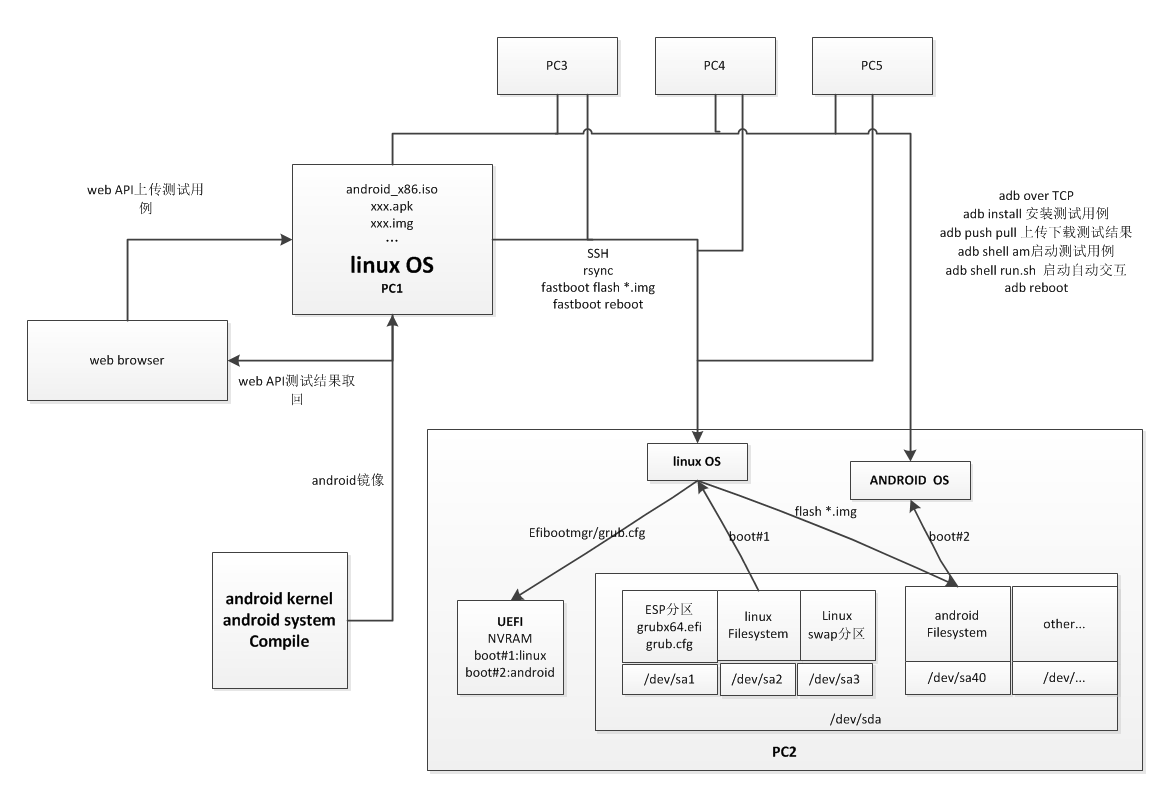 PC3
PC4
PC5
web API上传测试用
例
android_x86.iso
xxx.apk
xxx.img
...
linux OS
PC1
adb over TCP
adb install 安装测试用例
adb push pull 上传下载测试结果
adb shell am启动测试用例
adb shell run.sh 启动自动交互
adb reboot
SSH
rsync
fastboot flash *.img
fastboot reboot
web browser
web API测试结果取
回
android镜像
android kernel
android system
Compile
linux OS
ANDROID OS
Efibootmgr/grub.cfg
boot#1
flash *.img
boot#2
UEFI
NVRAM
boot#1:linux
boot#2:android
ESP分区
grubx64.efi
grub.cfg
linux
Filesystem
Linux
swap分区
android
Filesystem
other...
/dev/sa1
/dev/sa2
/dev/sa3
/dev/sa40
/dev/...
/dev/sda
PC2